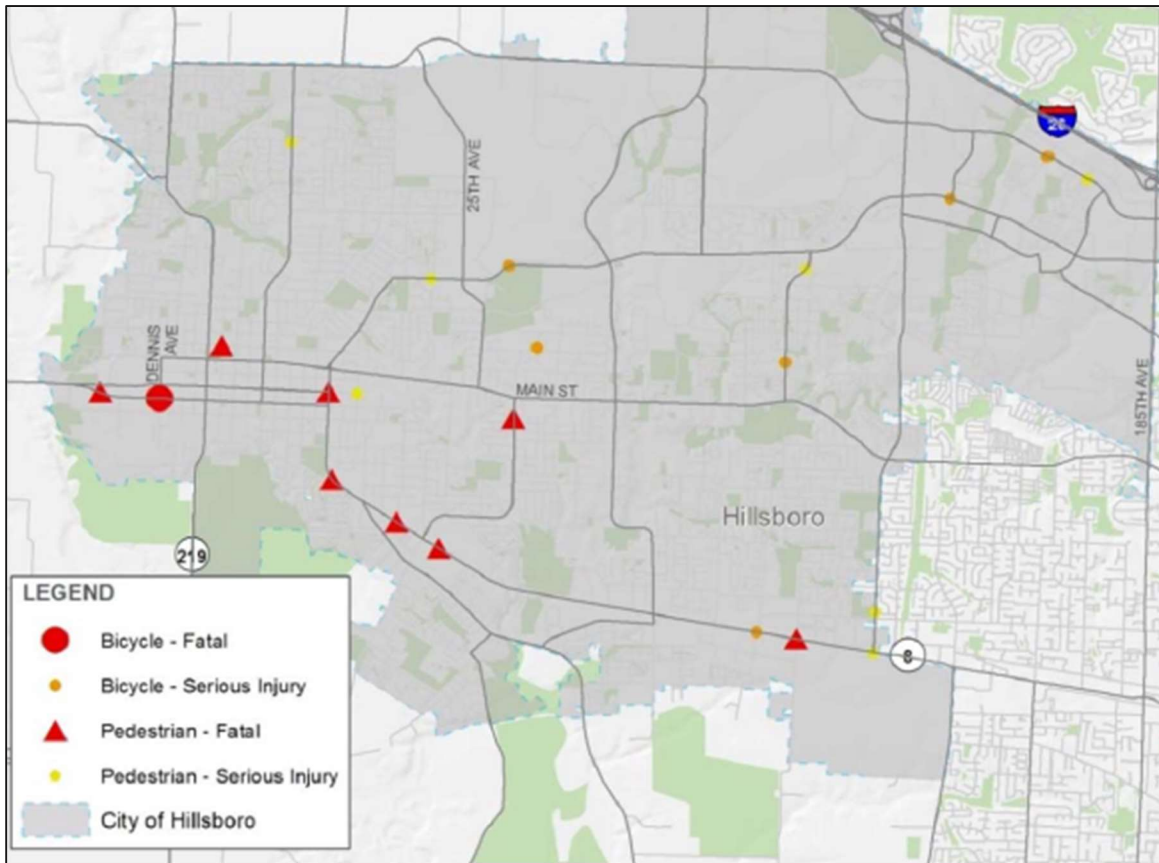 26
25TH AVE
DENNIS
AVE
MAIN ST
185TH AVE
Hillsboro
219
8
LEGEND
Bicycle - Fatal
Bicycle - Serious Injury
Pedestrian - Fatal
Pedestrian - Serious Injury
City of Hillsboro